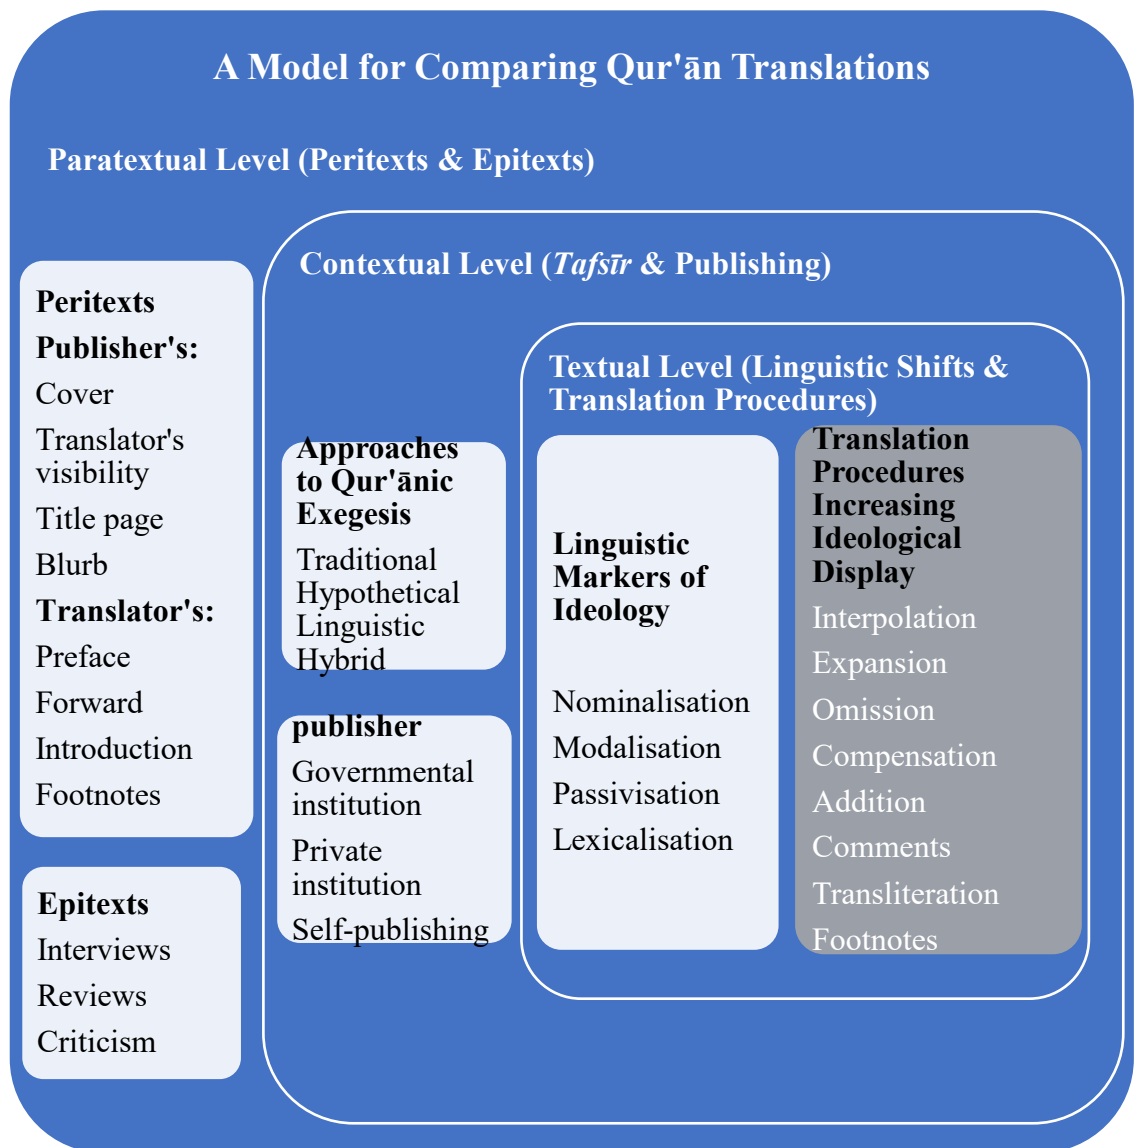 A Model for Comparing Qur'ān Translations
Paratextual Level (Peritexts & Epitexts)
Peritexts
Publisher's:
Cover
Translator's
visibility
Title page
Blurb
Translator's:
Preface
Forward
Introduction
Footnotes
Epitexts
Interviews
Reviews
Criticism
Contextual Level (Tafsīr & Publishing)
Approaches
to Qur'ānic
Exegesis
Traditional
Hypothetical
Linguistic
Hybrid
publisher
Governmental
institution
Private
institution
Self-publishing
Textual Level (Linguistic Shifts &
Translation Procedures)
Linguistic
Markers of
Ideology
Nominalisation
Modalisation
Passivisation
Lexicalisation
Translation
Procedures
Increasing
Ideological
Display
Interpolation
Expansion
Omission
Compensation
Addition
Comments
Transliteration
Footnotes